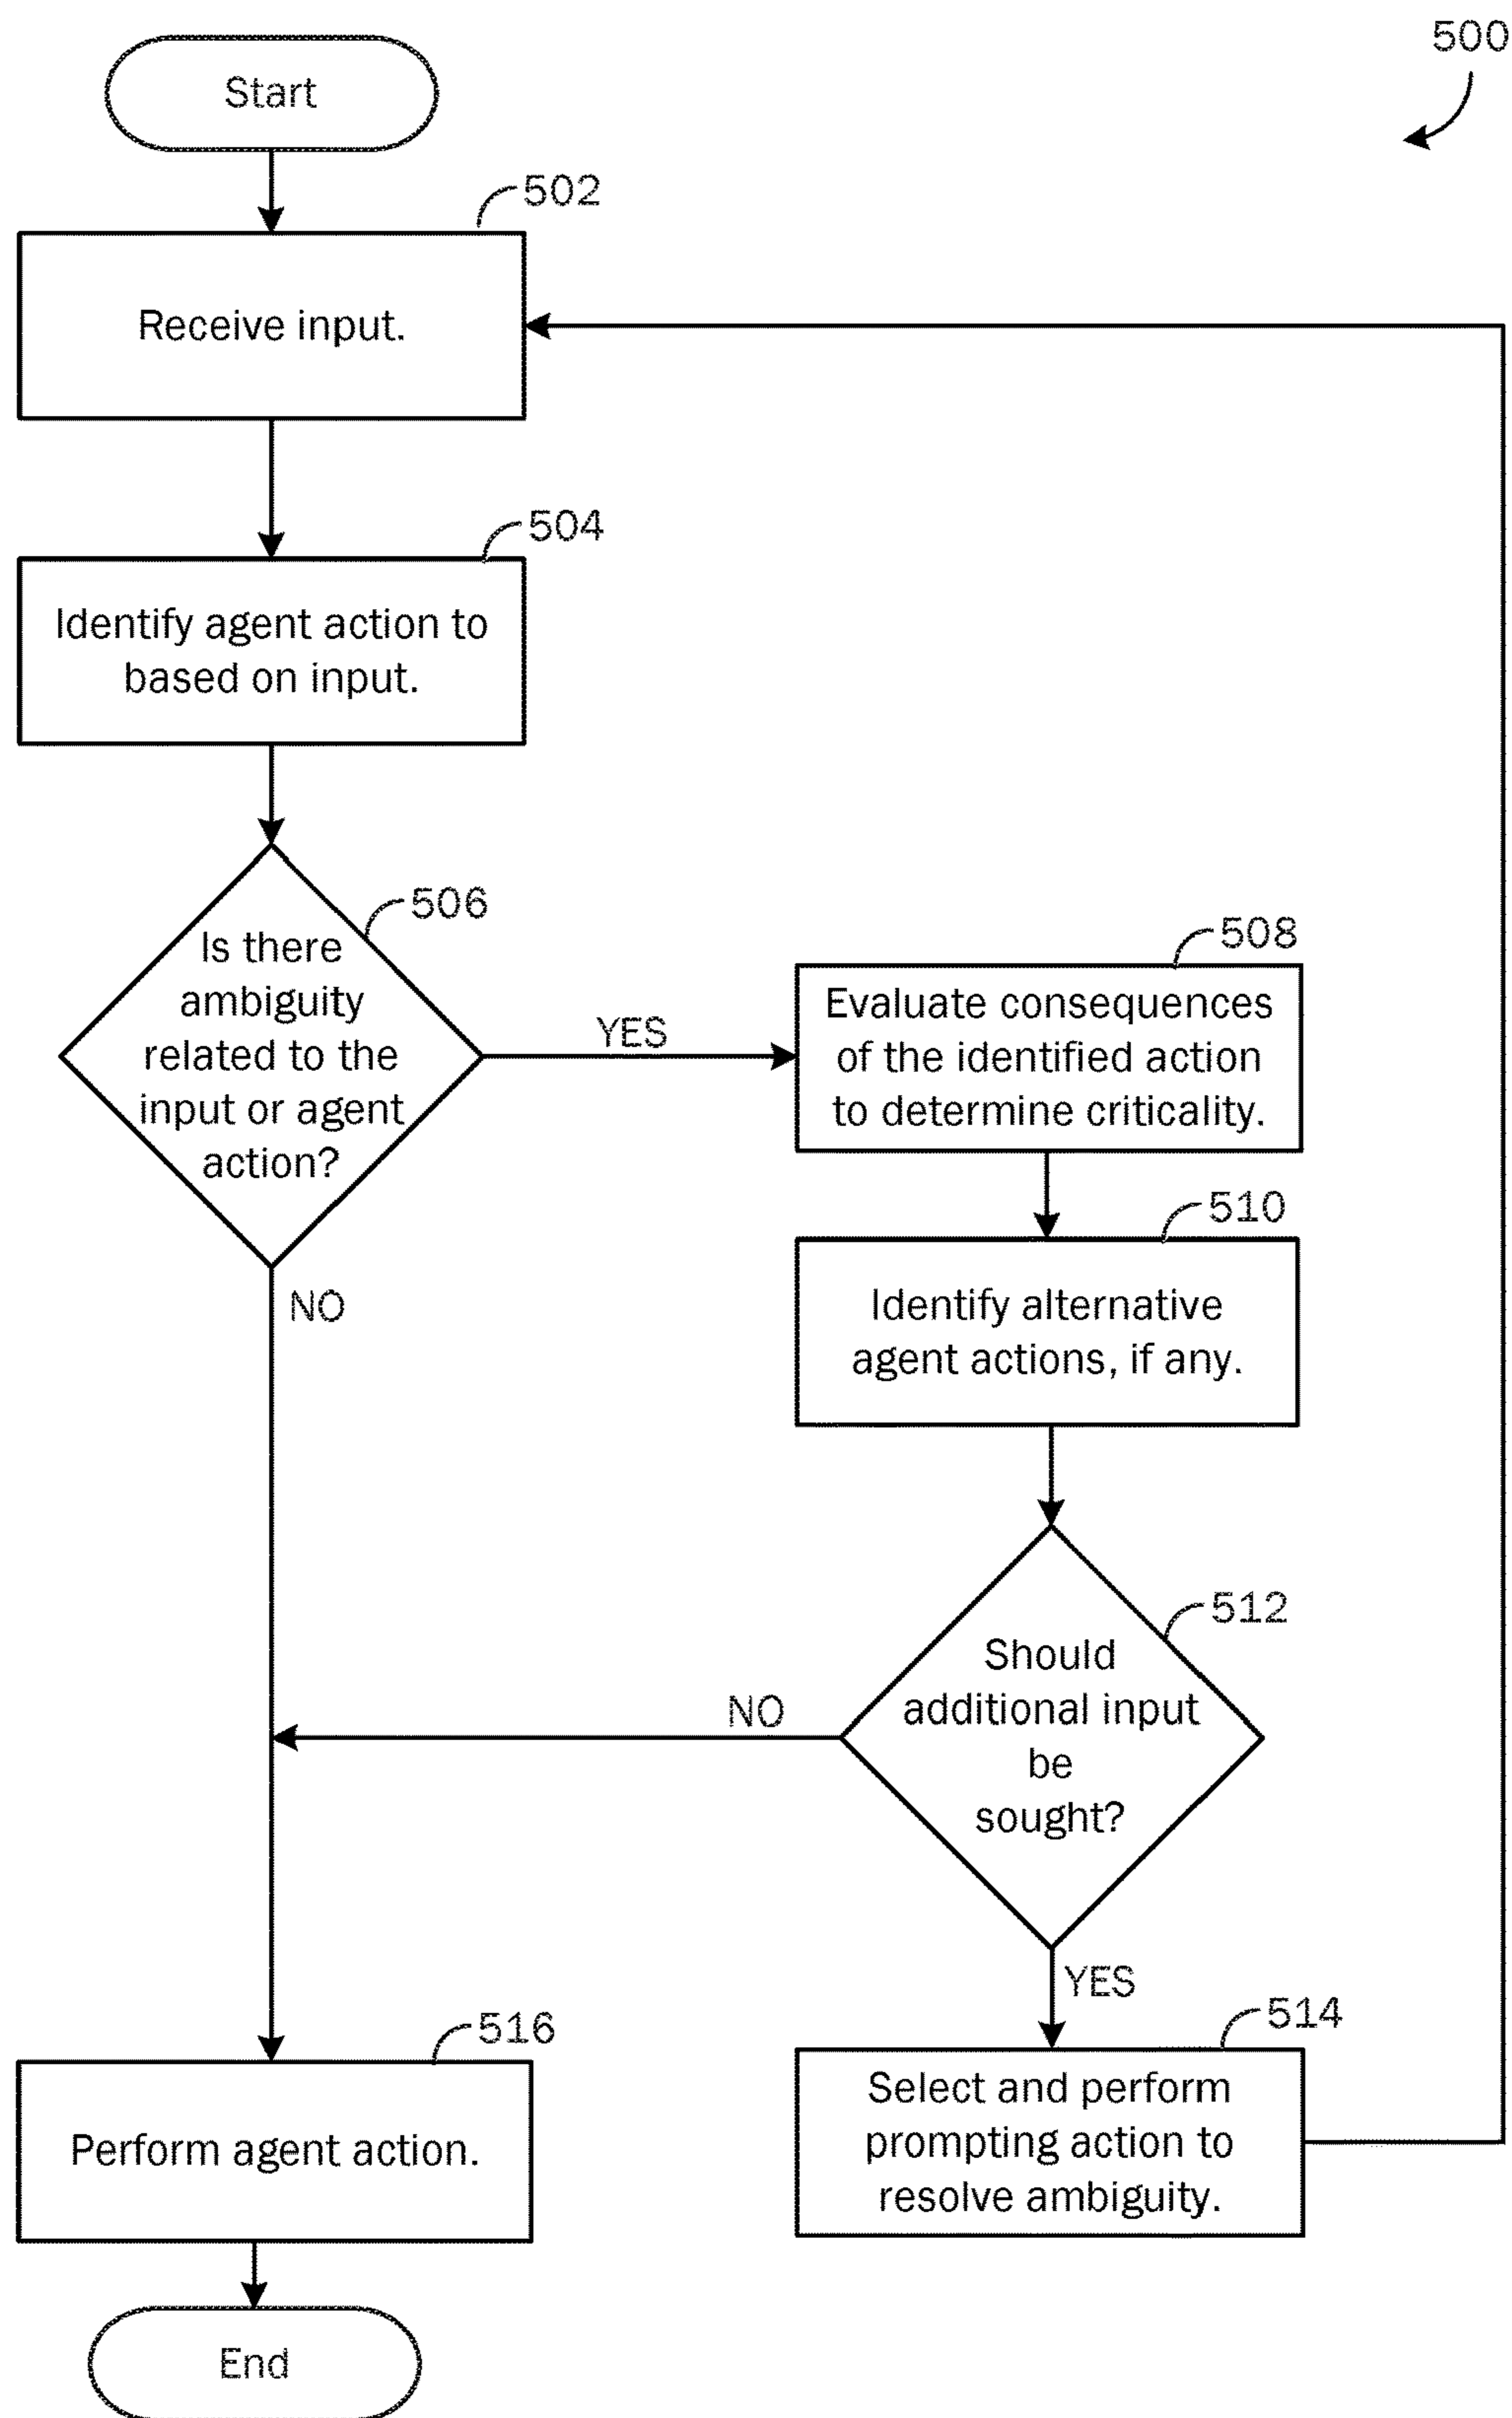 500
Start
502
Receive input.
504
Identify agent action to
based on input.
506
Is there
ambiguity
related to the
input or agent
action?
YES
NO
508
Evaluate consequences
of the identified action
to determine criticality.
510
Identify alternative
agent actions, if any.
512
Should
additional input
be
sought?
NO
YES
514
Select and perform
prompting action to
resolve ambiguity.
516
Perform agent action.
End